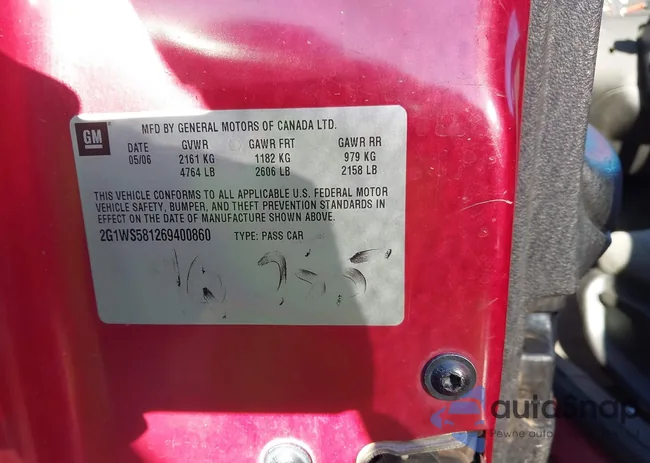 GM
MFD BY GENERAL MOTORS OF CANADA LTD.
DATE GVWR GAWR FRT GAWR RR
05/06 2161 KG 1182 KG 979 KG
4764 LB 2606 LB 2158 LB
THIS VEHICLE CONFORMS TO ALL APPLICABLE U.S. FEDERAL MOTOR
VEHICLE SAFETY, BUMPER, AND THEFT PREVENTION STANDARDS IN
EFFECT ON THE DATE OF MANUFACTURE SHOWN ABOVE.
2G1WS581269400860 TYPE: PASS CAR
autoSnap
Pewne auto